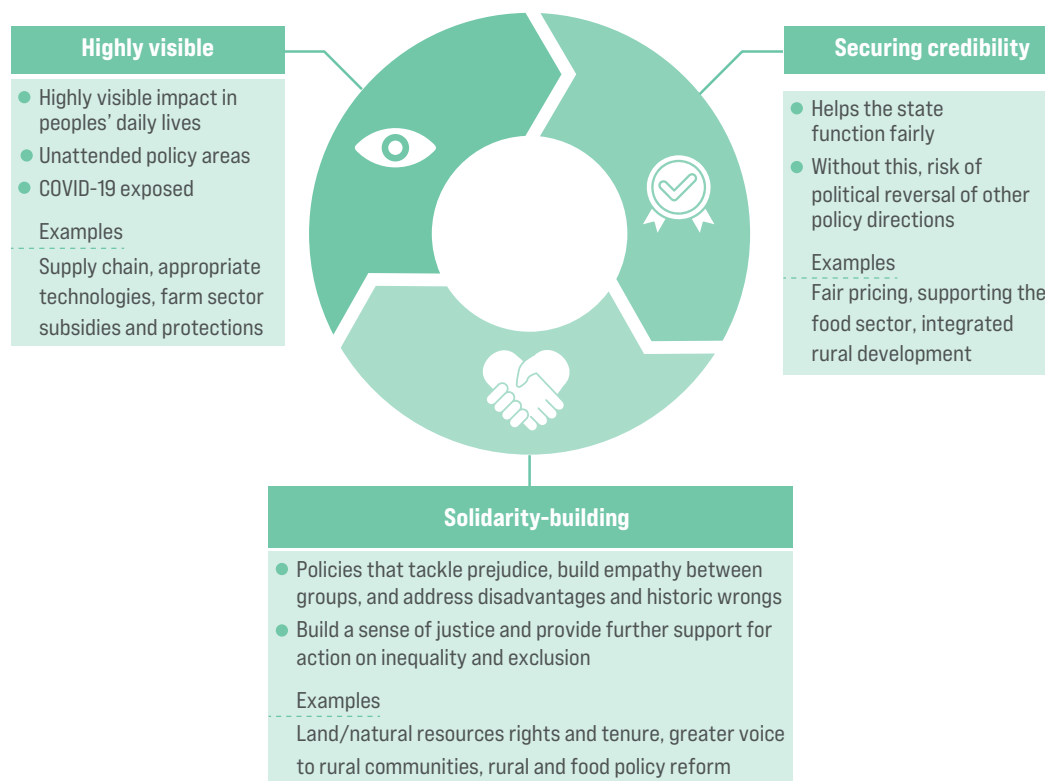 Highly visible
Highly visible impact in
peoples’ daily lives
Unattended policy areas
COVID-19 exposed
Examples
Supply chain, appropriate
technologies, farm sector
subsidies and protections
Securing credibility
Helps the state
function fairly
Without this, risk of
political reversal of other
policy directions
Examples
Fair pricing, supporting the
food sector, integrated
rural development
Solidarity-building
Policies that tackle prejudice, build empathy between
groups, and address disadvantages and historic wrongs
Build a sense of justice and provide further support for
action on inequality and exclusion
Examples
Land/natural resources rights and tenure, greater voice
to rural communities, rural and food policy reform